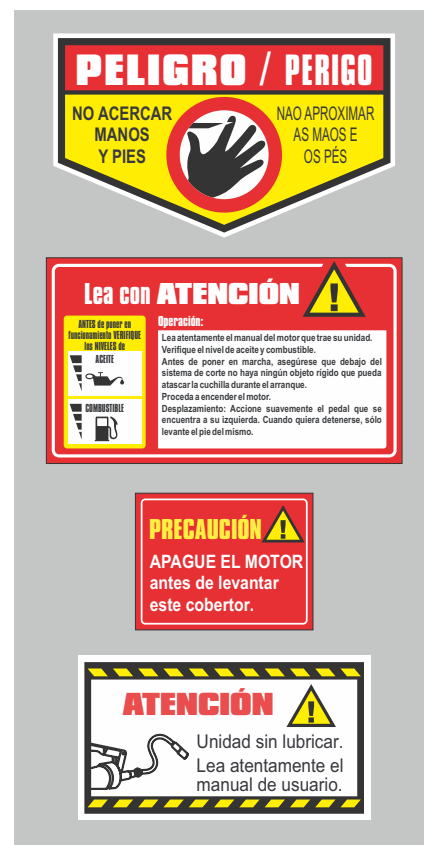 PELIGRO / PERIGO
NO ACERCAR
MANOS
Y PIES
NAO APROXIMAR
AS MAOS E
OS PÉS
Lea con ATENCIÓN
ANTES de poner en
funcionamiento VERIFIQUE
los NIVELES de
ACEITE
COMBUSTIBLE
Operación:
Lea atentamente el manual del motor que trae su unidad.
Verifique el nivel de aceite y combustible.
Antes de poner en marcha, asegúrese que debajo del
sistema de corte no haya ningún objeto rígido que pueda
atascar la cuchilla durante el arranque.
Proceda a encender el motor.
Desplazamiento: Accione suavemente el pedal que se
encuentra a su izquierda. Cuando quiera detenerse, sólo
levante el pie del mismo.
PRECAUCIÓN
APAGUE EL MOTOR
antes de levantar
este cobertor.
ATENCIÓN
Unidad sin lubricar.
Lea atentamente el
manual de usuario.